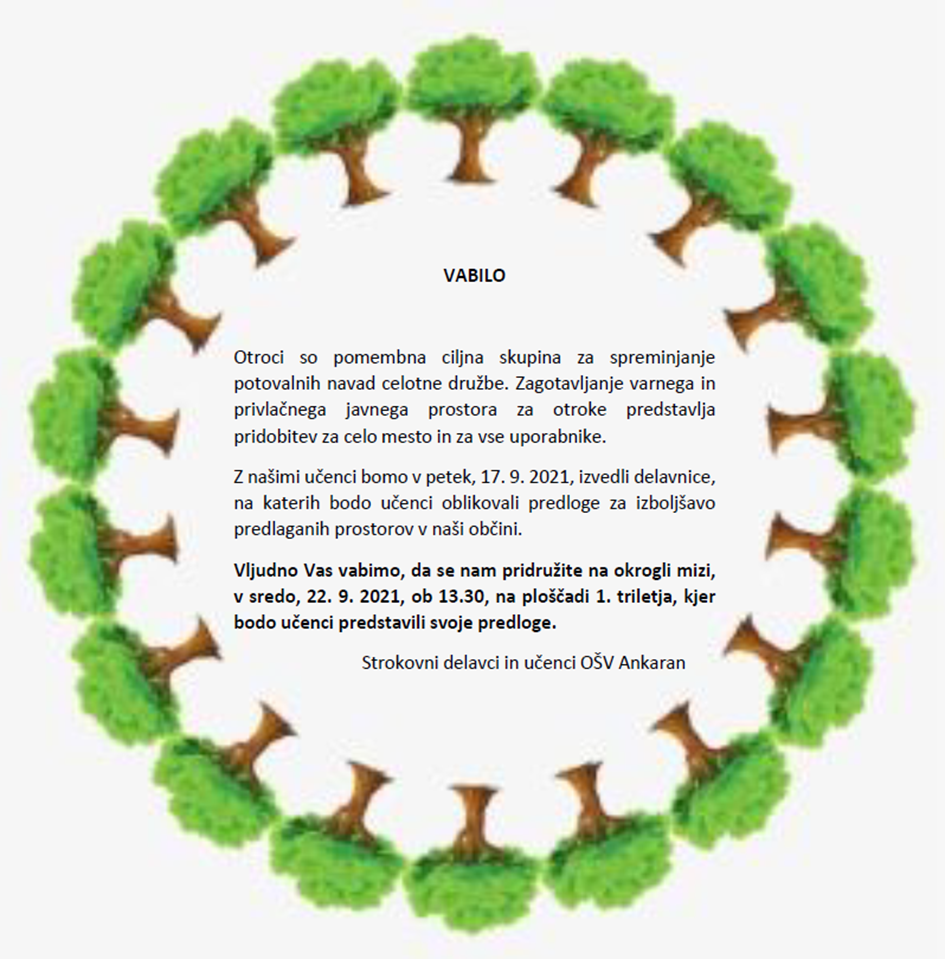 VABILO
Otroci so pomembna ciljna skupina za spreminjanje
potovalnih navad celotne družbe. Zagotavljanje varnega in
privlačnega javnega prostora za otroke predstavlja
pridobitev za celo mesto in za vse uporabnike.
Z našimi učenci bomo v petek, 17. 9. 2021, izvedli delavnice,
na katerih bodo učenci oblikovali predloge za izboljšavo
predlaganih prostorov v naši občini.
Vljudno Vas vabimo, da se nam pridružite na okrogli mizi,
v sredo, 22. 9. 2021, ob 13.30, na ploščadi 1. triletja, kjer
bodo učenci predstavili svoje predloge.
Strokovni delavci in učenci OŠV Ankaran